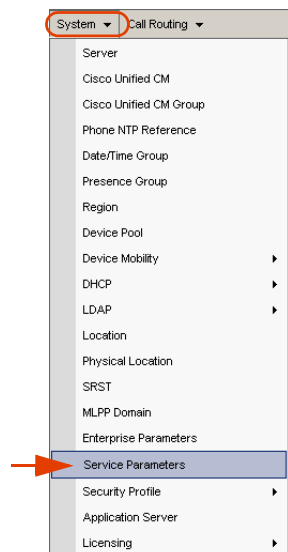 System Call Routing
Server
Cisco Unified CM
Cisco Unified CM Group
Phone NTP Reference
Date/Time Group
Presence Group
Region
Device Pool
Device Mobility
DHCP
LDAP
Location
Physical Location
SRST
MLPP Domain
Enterprise Parameters
Service Parameters
Security Profile
Application Server
Licensing